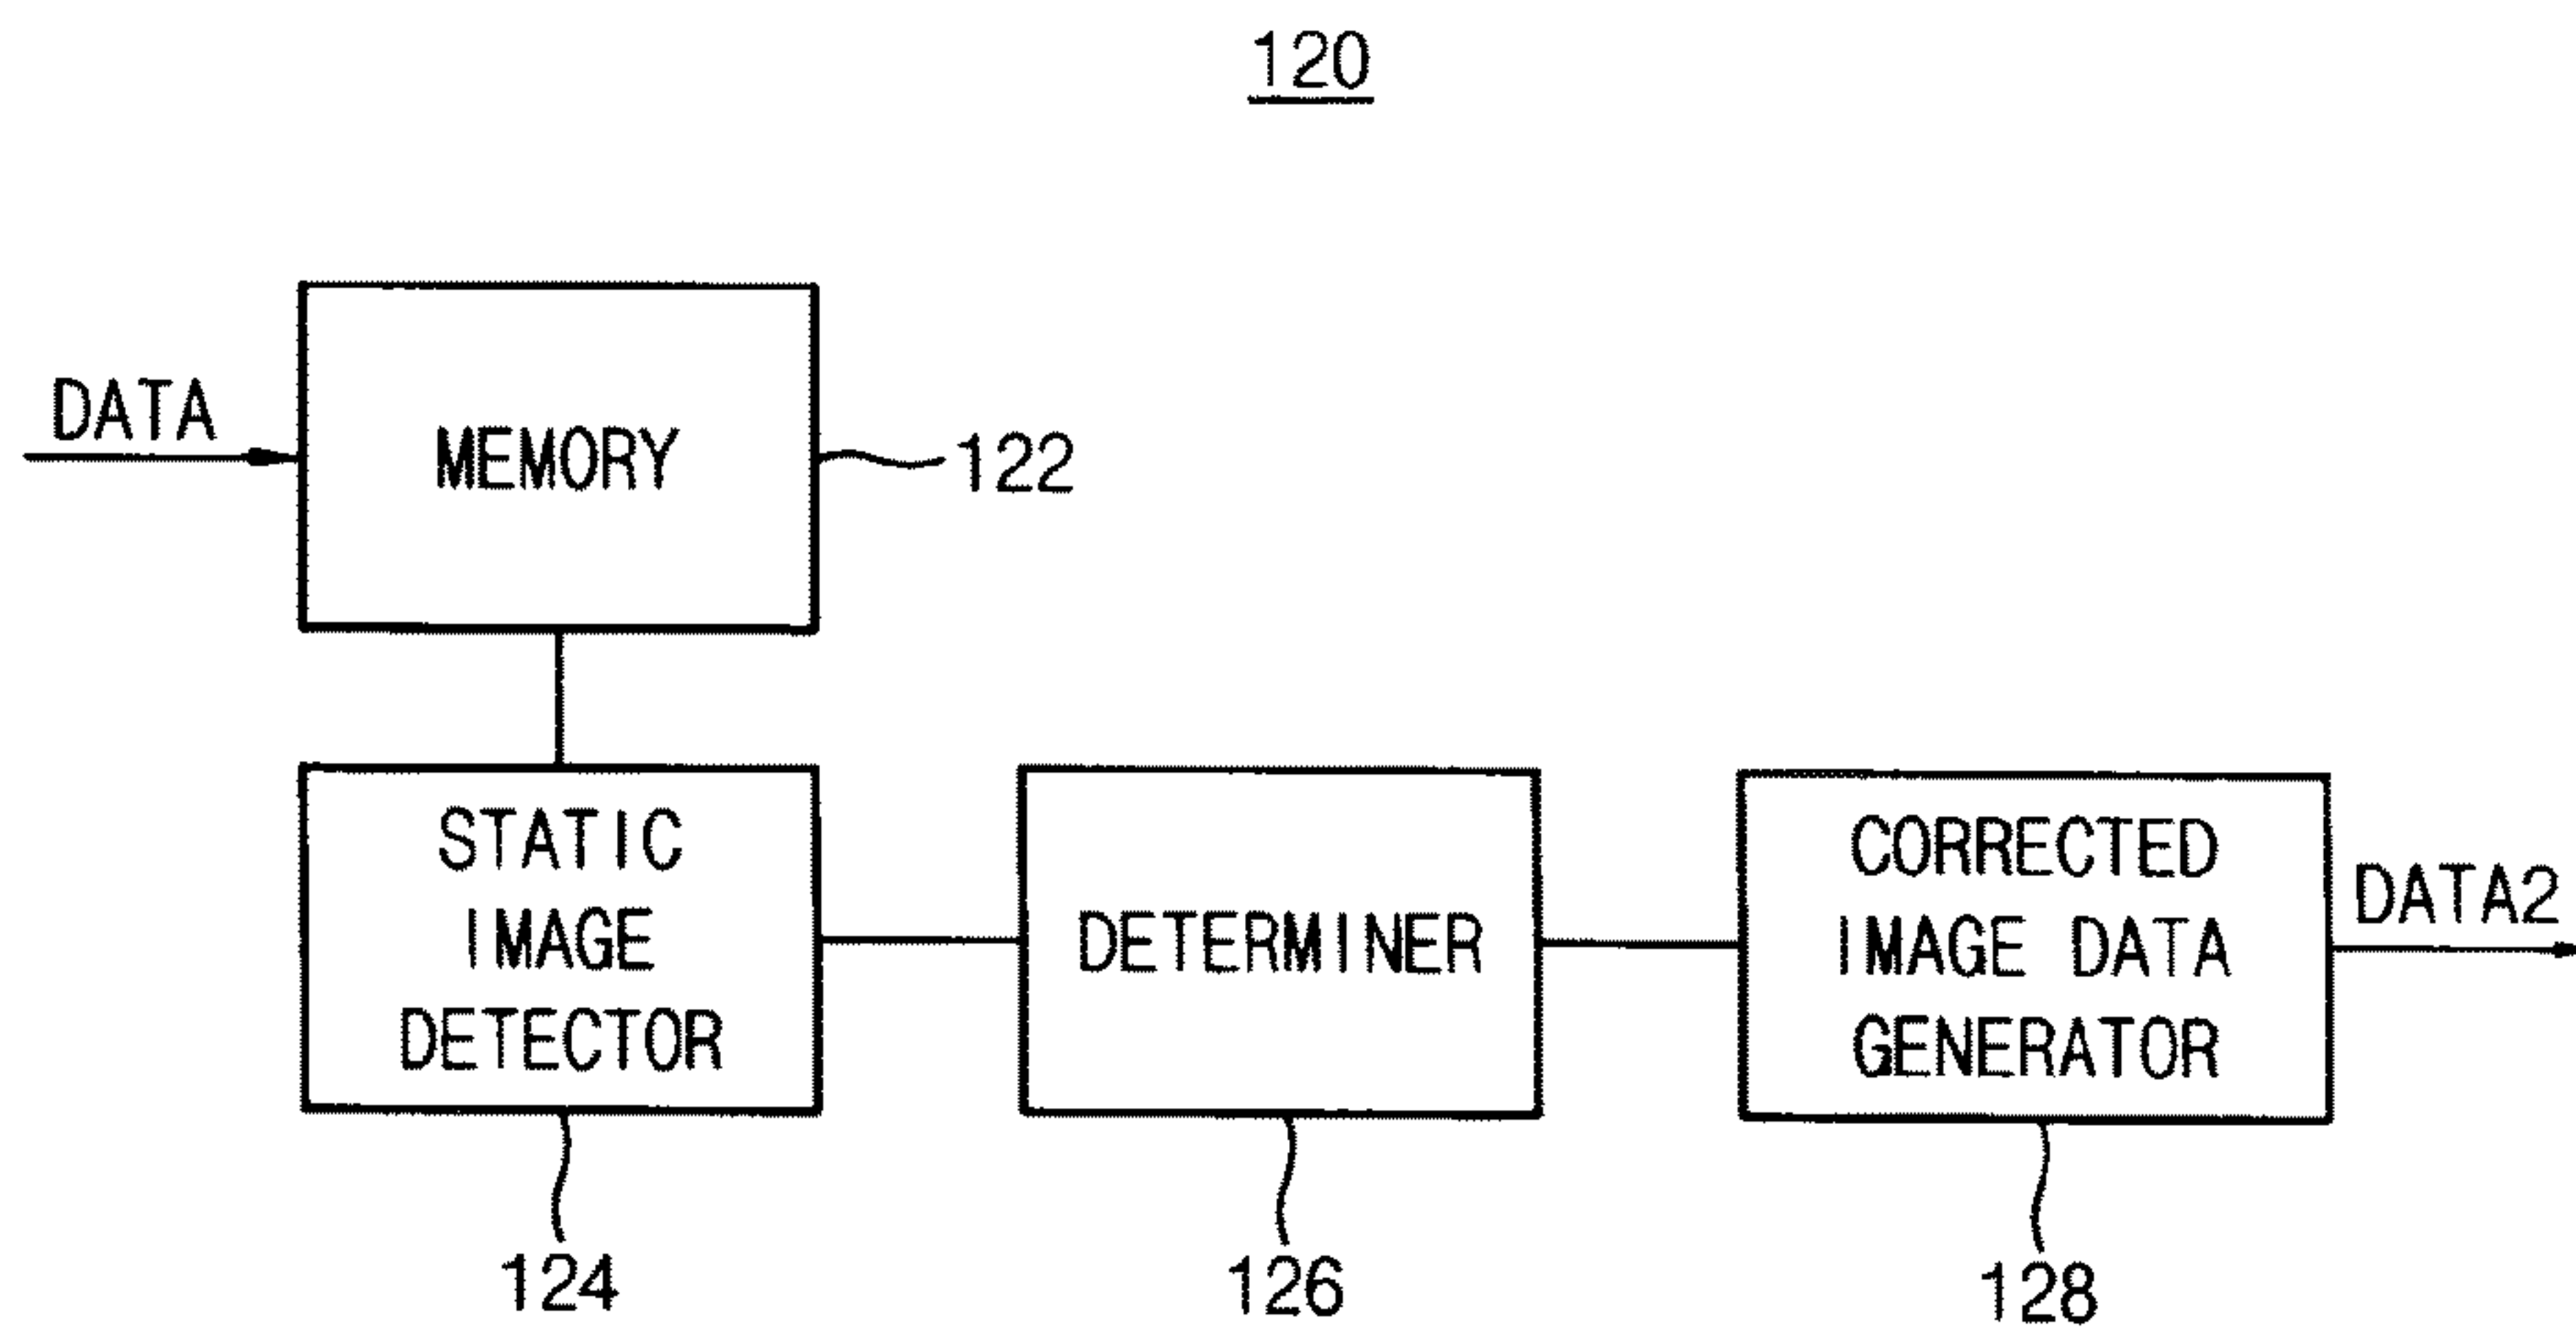 120
DATA
MEMORY
122
STATIC
IMAGE
DETECTOR
DETERMINER
CORRECTED
IMAGE DATA
GENERATOR
DATA2
124
126
128